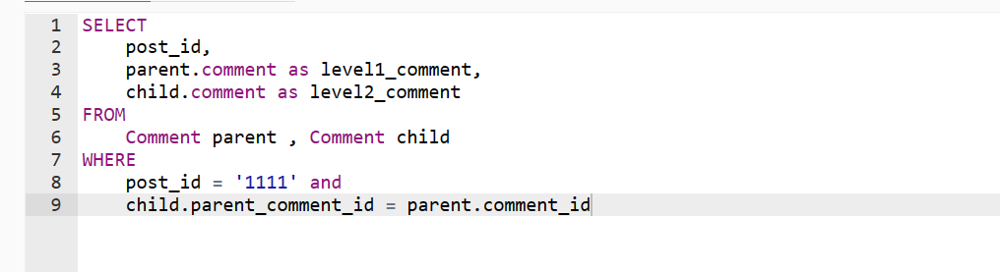 1 SELECT
2 post_id,
3 parent.comment as level1_comment,
4 child.comment as level2_comment
5 FROM
6 Comment parent , Comment child
7 WHERE
8 post_id = '1111' and
9 child.parent_comment_id = parent.comment_id